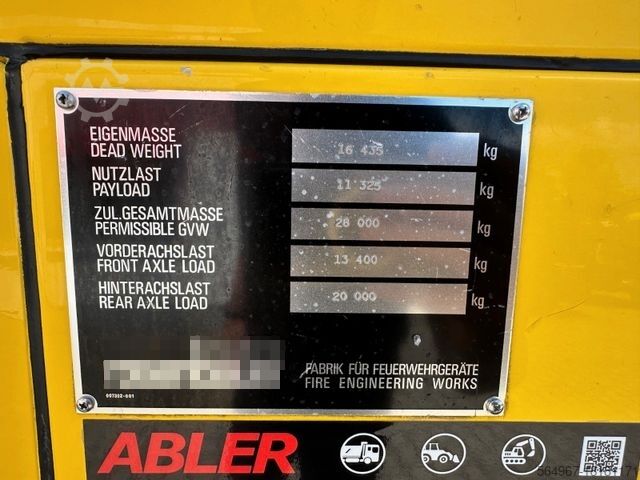 EIGENMASSE
DEAD WEIGHT 16 435 kg
NUTZLAST
PAYLOAD 11 325 kg
ZUL.GESAMTMASSE
PERMISSIBLE GVW 28 000 kg
VORDERACHSLAST
FRONT AXLE LOAD 13 400 kg
HINTERACHSLAST
REAR AXLE LOAD 20 000 kg
FABRIK FÜR FEUERWEHRGERÄTE
FIRE ENGINEERING WORKS
007352-001
ABLER